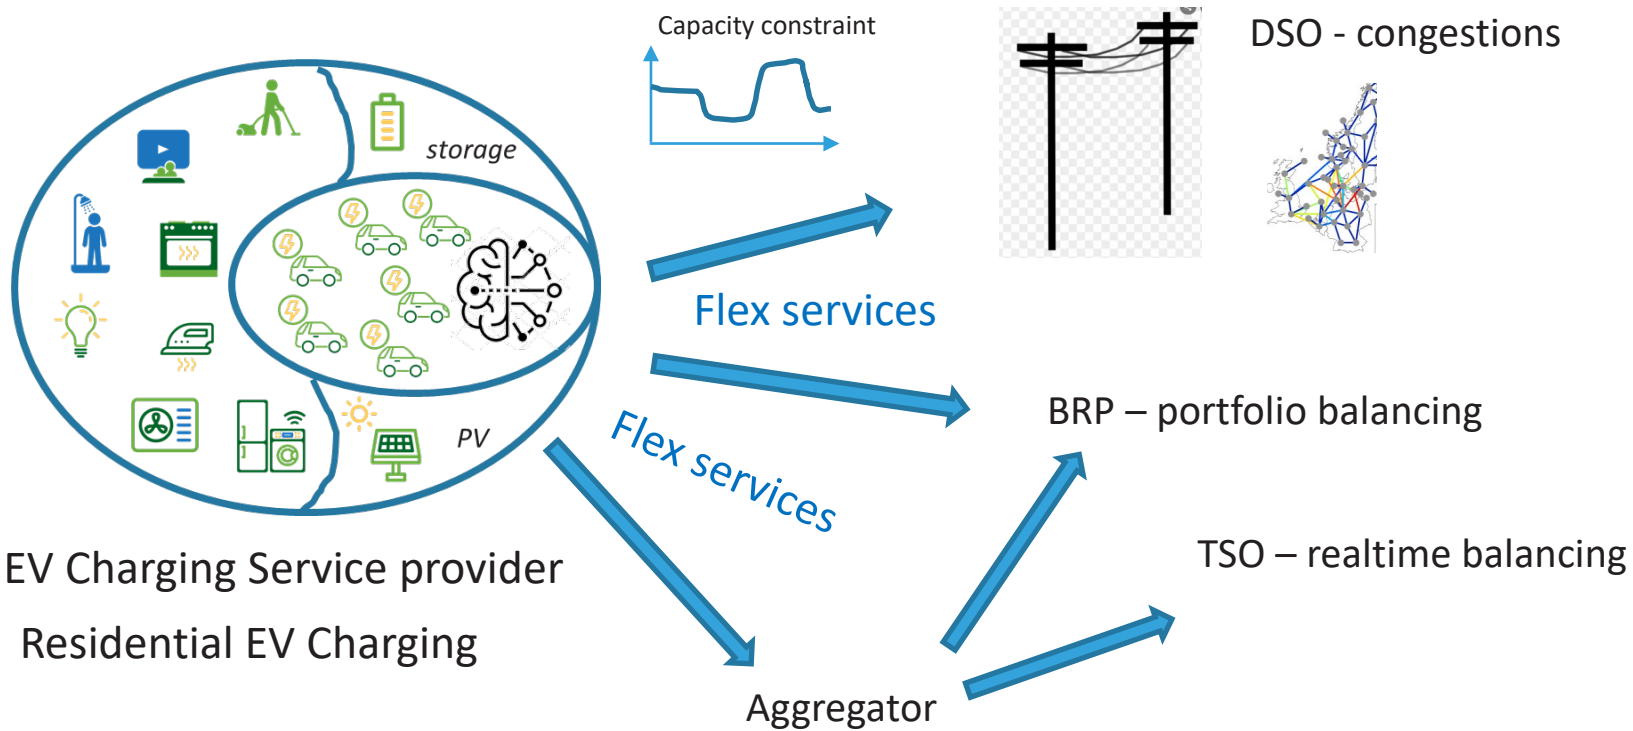 Capacity constraint
DSO - congestions
storage
Flex services
BRP – portfolio balancing
Flex services
PV
TSO – realtime balancing
EV Charging Service provider
Residential EV Charging
Aggregator